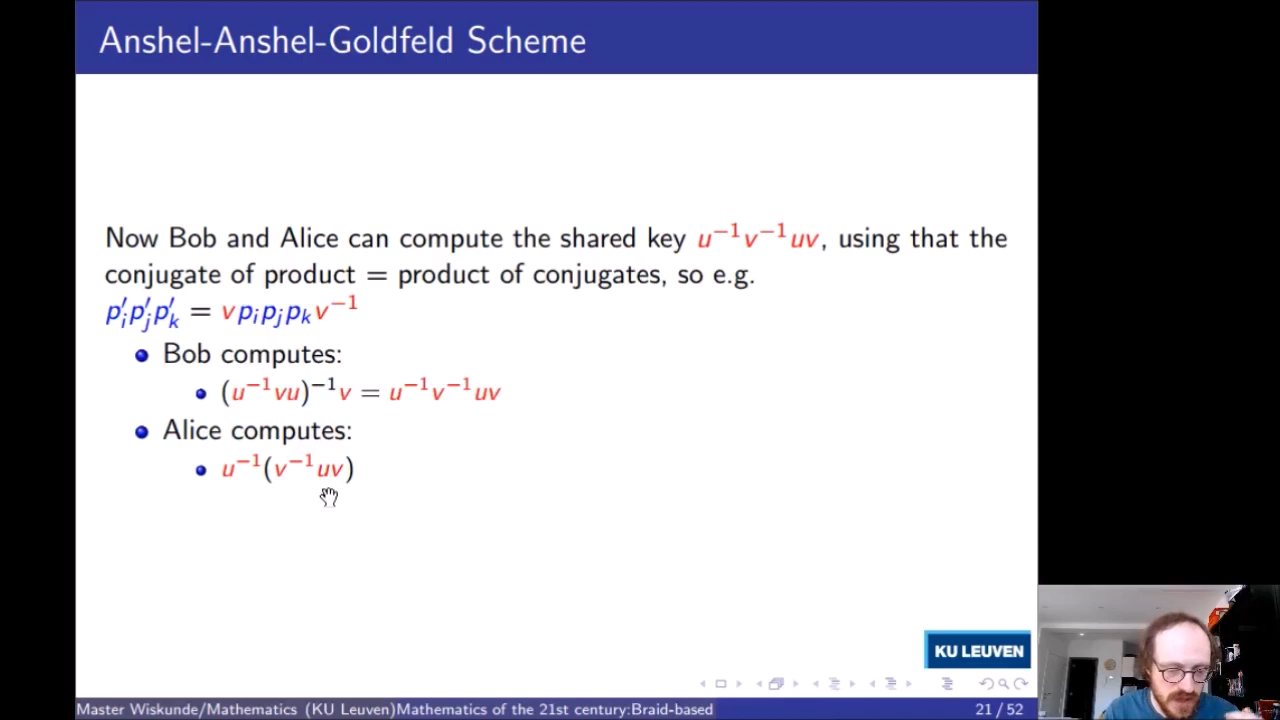 Anshel-Anshel-Goldfeld Scheme
Now Bob and Alice can compute the shared key u⁻¹v⁻¹uv, using that the
conjugate of product = product of conjugates, so e.g.
p′ᵢp′ⱼp′ₖ = vpᵢpⱼpₖv⁻¹
Bob computes:
(u⁻¹vu)⁻¹v = u⁻¹v⁻¹uv
Alice computes:
u⁻¹(v⁻¹uv)
KU LEUVEN
Master Wiskunde/Mathematics (KU Leuven)Mathematics of the 21st century:Braid-based 21 / 52